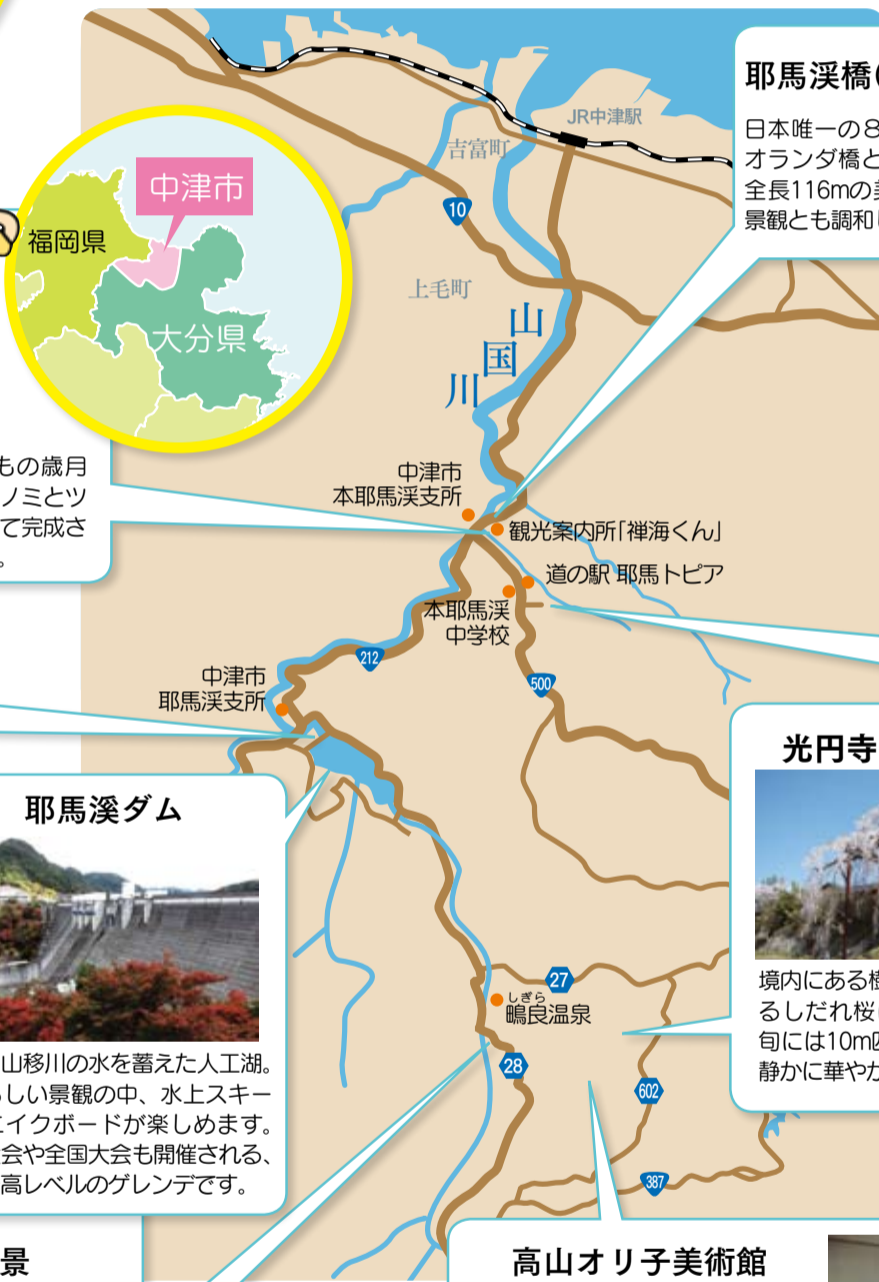 耶馬渓橋(
日本唯一の8
オランダ橋と
全長116mの
景観とも調和
JR中津駅
吉富町
10
中津市
福岡県
大分県
上毛町
山国川
もの歳月
ノミとツ
て完成さ
。
中津市
本耶馬渓支所
観光案内所「禅海くん」
道の駅 耶馬トピア
本耶馬渓
中学校
212
500
中津市
耶馬渓支所
光円寺
境内にある
るしだれ桜
旬には10m
静かに華やか
耶馬溪ダム
山移川の水を蓄えた人工湖。
しい景観の中、水上スキー
エイクボードが楽しめます。
会や全国大会も開催される、
高レベルのゲレンデです。
27
しぎら
鴫良温泉
28
602
387
景
高山オリ子美術館